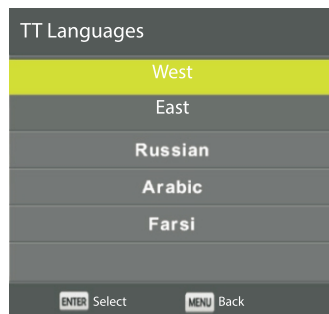 TT Languages
West
East
Russian
Arabic
Farsi
ENTER Select MENU Back